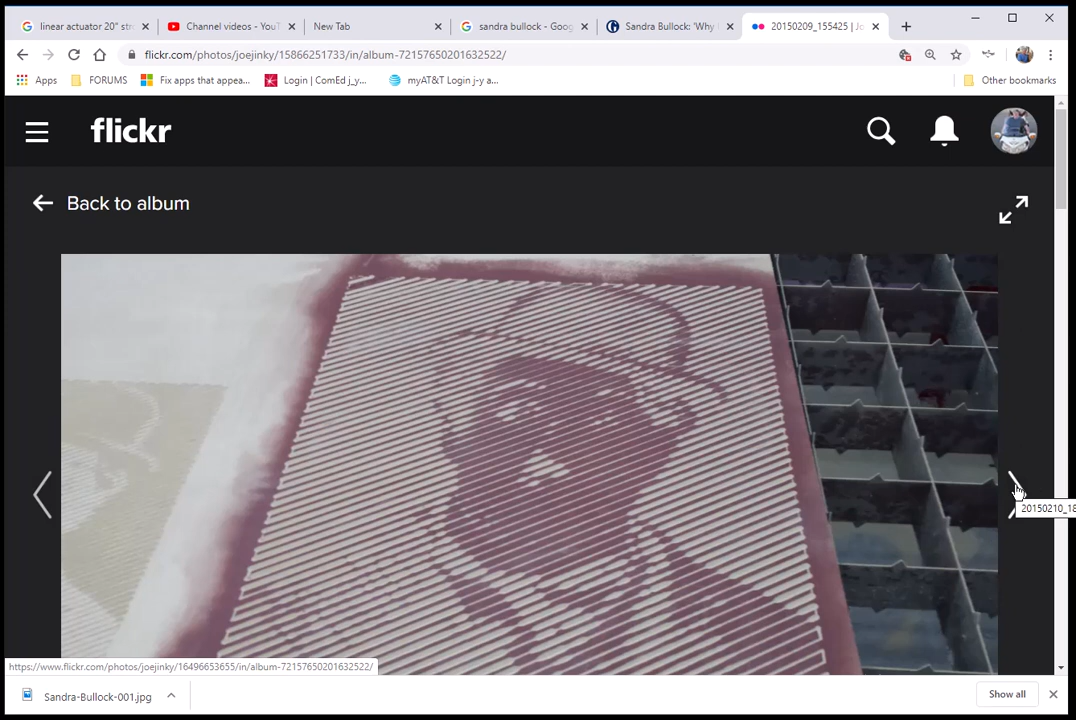 linear actuator 20" str
Channel videos - YouT
New Tab
sandra bullock - Goog
Sandra Bullock: 'Why
20150209_155425 | Jo
flickr.com/photos/joejinky/15866251733/in/album-72157650201632522/
Apps
FORUMS
Fix apps that appea...
Login | ComEd j_y...
myAT&T Login j-y a...
Other bookmarks
flickr
Back to album
20150210_18
https://www.flickr.com/photos/joejinky/16496653655/in/album-72157650201632522/
Sandra-Bullock-001.jpg
Show all